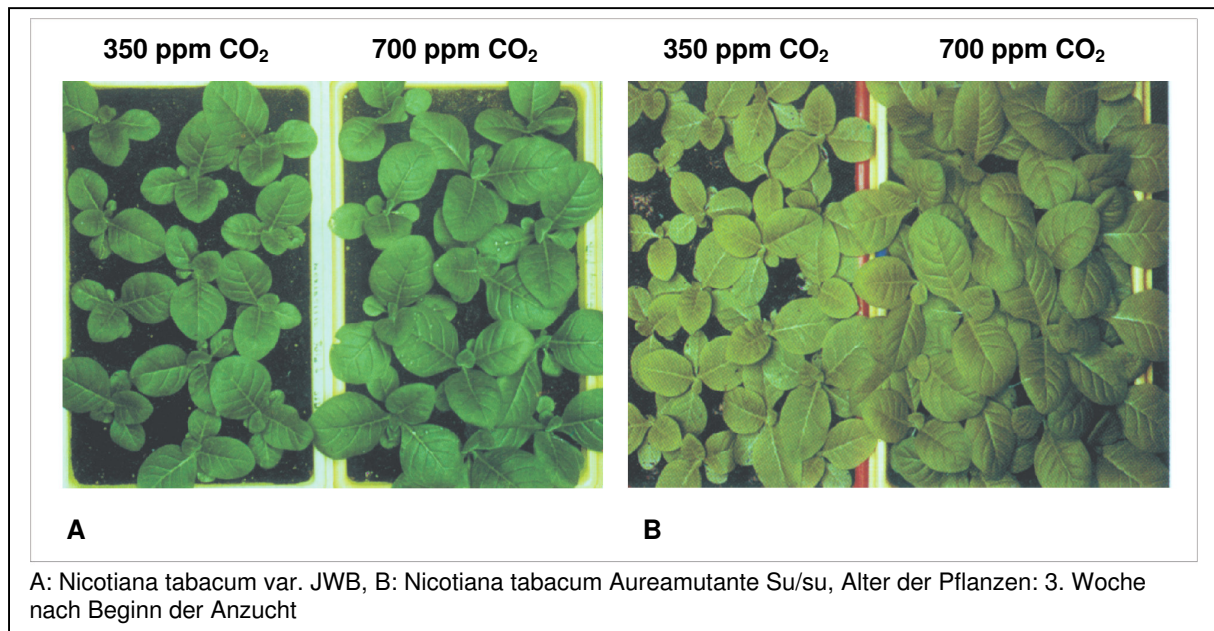 350 ppm CO₂ 700 ppm CO₂ 350 ppm CO₂ 700 ppm CO₂
A B
A: Nicotiana tabacum var. JWB, B: Nicotiana tabacum Aureamutante Su/su, Alter der Pflanzen: 3. Woche
nach Beginn der Anzucht